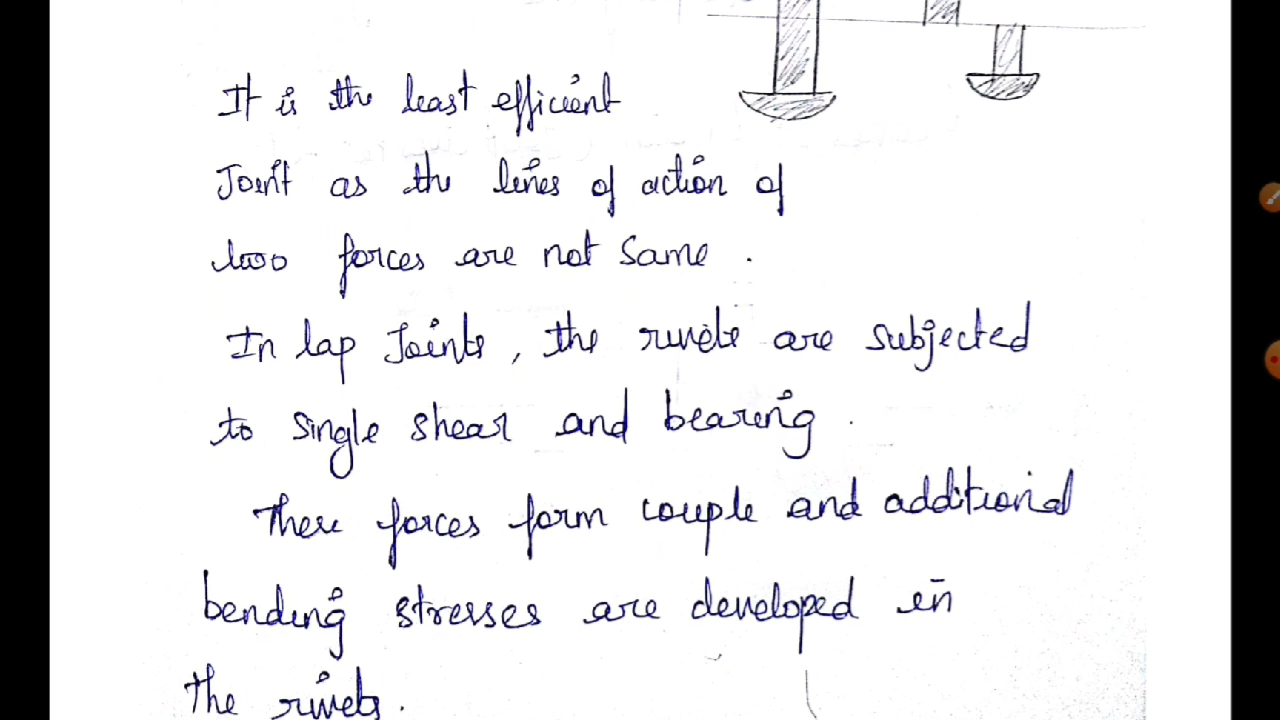 It is the least efficient
Joint as the lines of action of
two forces are not same.
In lap Joints, the rivets are subjected
to single shear and bearing.
These forces form couple and additional
bending stresses are developed in
the rivets.